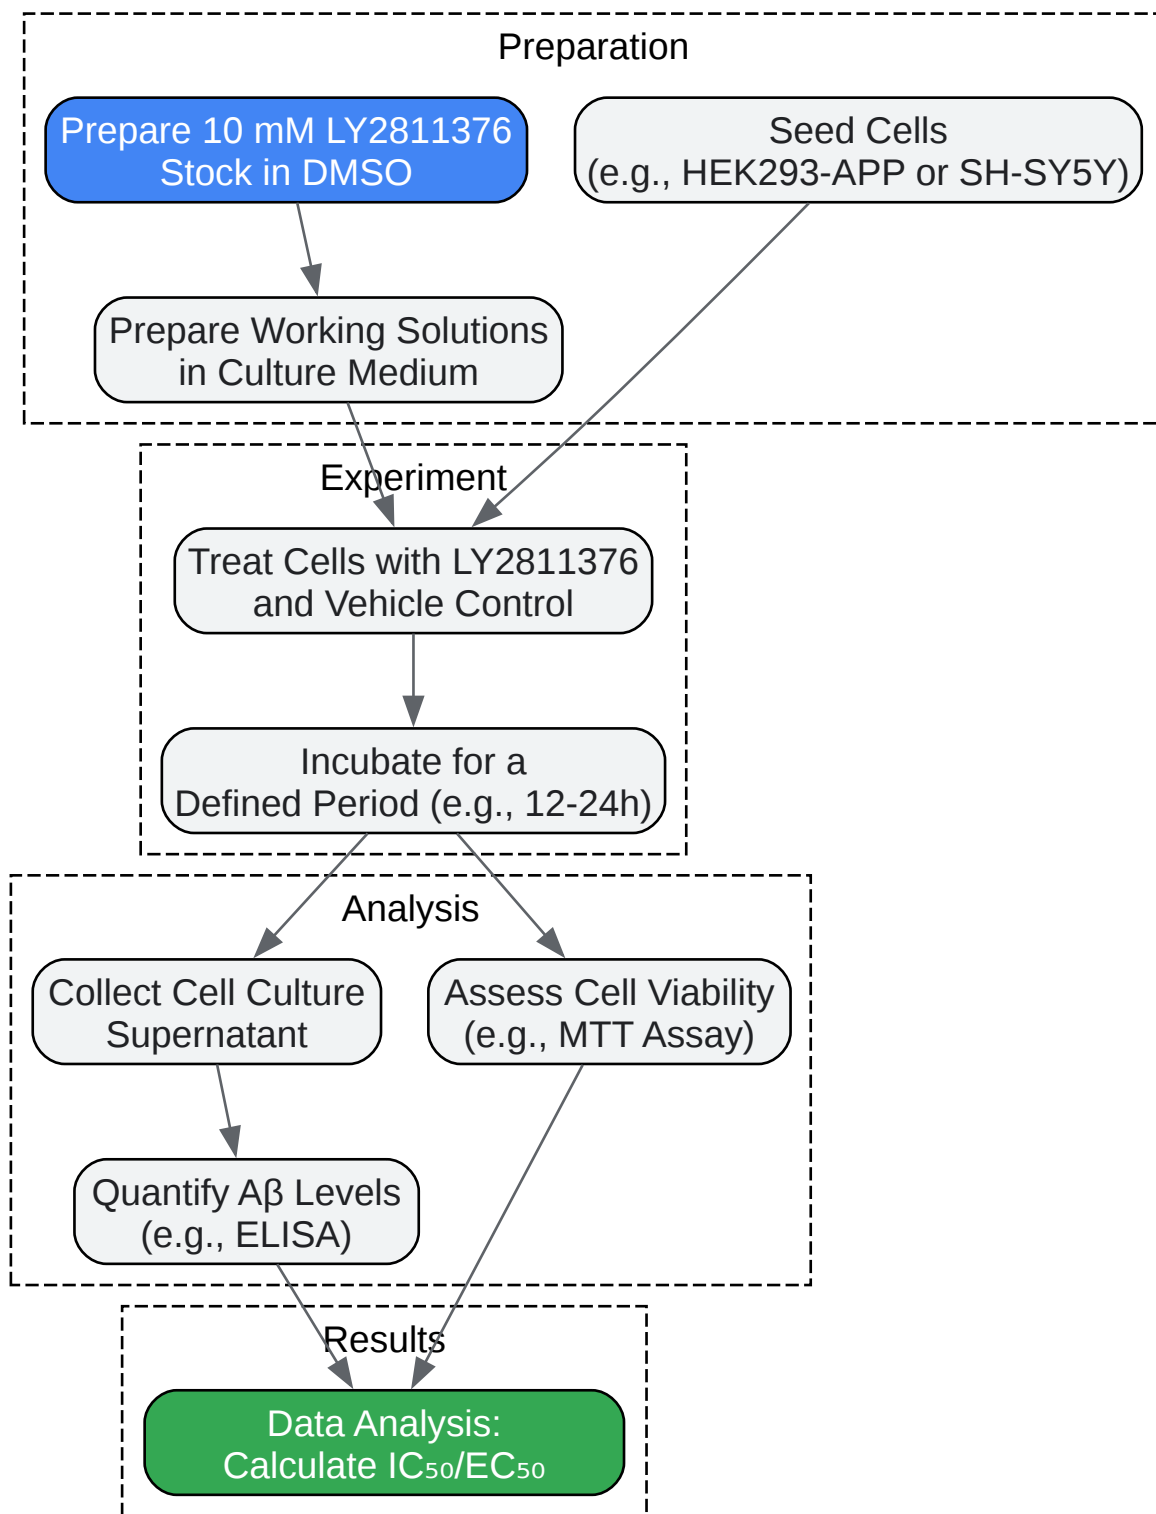 Preparation
Prepare 10 mM LY2811376
Stock in DMSO
Seed Cells
(e.g., HEK293-APP or SH-SY5Y)
Prepare Working Solutions
in Culture Medium
Experiment
Treat Cells with LY2811376
and Vehicle Control
Incubate for a
Defined Period (e.g., 12-24h)
Analysis
Collect Cell Culture
Supernatant
Assess Cell Viability
(e.g., MTT Assay)
Quantify Aβ Levels
(e.g., ELISA)
Results
Data Analysis:
Calculate IC₅₀/EC₅₀